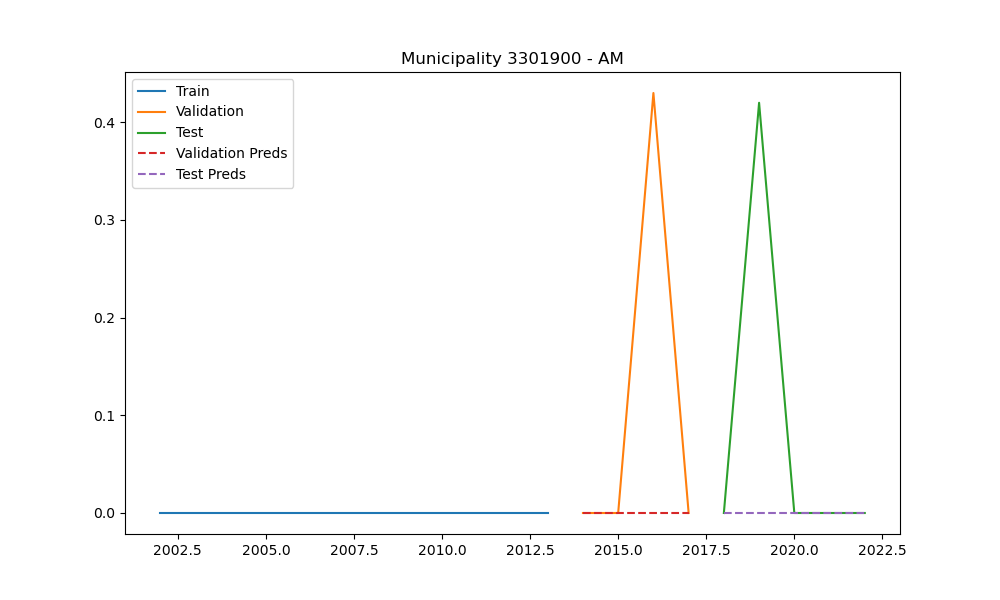 Municipality 3301900 - AM
Train
Validation
Test
Validation Preds
Test Preds
0.4
0.3
0.2
0.1
0.0
2002.5 2005.0 2007.5 2010.0 2012.5 2015.0 2017.5 2020.0 2022.5